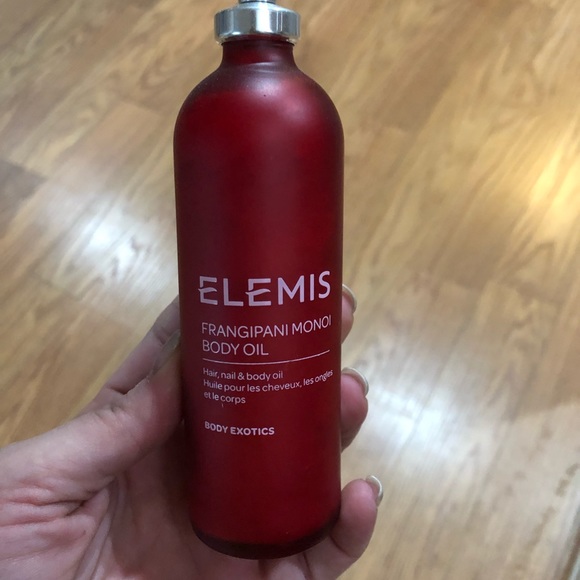 ELEMIS
FRANGIPANI MONOI
BODY OIL
Hair, nail & body oil
Huile pour les cheveux, les ongles
et le corps
BODY EXOTICS